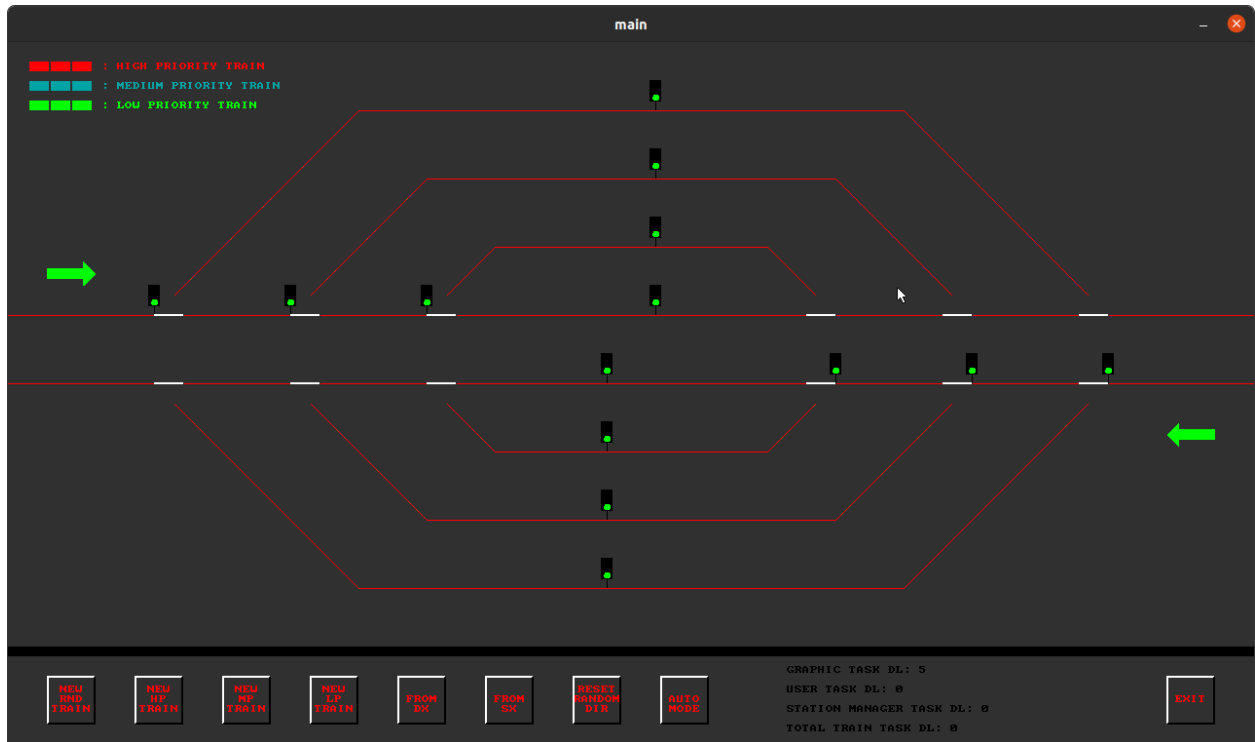 main
: HIGH PRIORITY TRAIN
: MEDIUM PRIORITY TRAIN
: LOW PRIORITY TRAIN
GRAPHIC TASK DL: 5
USER TASK DL: 0
STATION MANAGER TASK DL: 0
TOTAL TRAIN TASK DL: 0
NEW
RND
TRAIN
NEW
HP
TRAIN
NEW
MP
TRAIN
NEW
LP
TRAIN
FROM
DX
FROM
SX
RESET
RANDOM
DIR
AUTO
MODE
EXIT